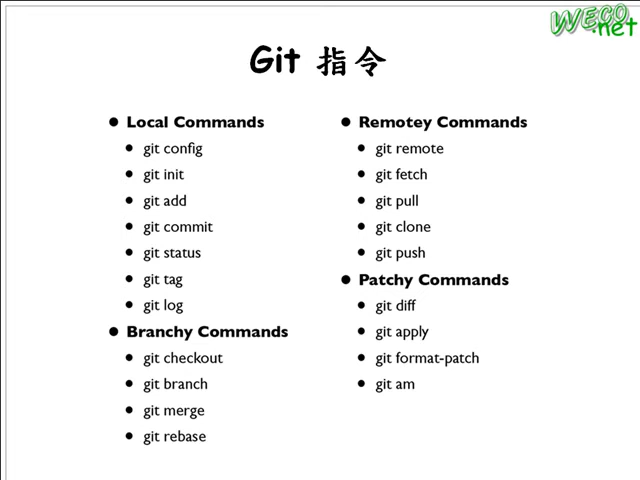 WECO.net
Git 指令
Local Commands
git config
git init
git add
git commit
git status
git tag
git log
Branchy Commands
git checkout
git branch
git merge
git rebase
Remotey Commands
git remote
git fetch
git pull
git clone
git push
Patchy Commands
git diff
git apply
git format-patch
git am